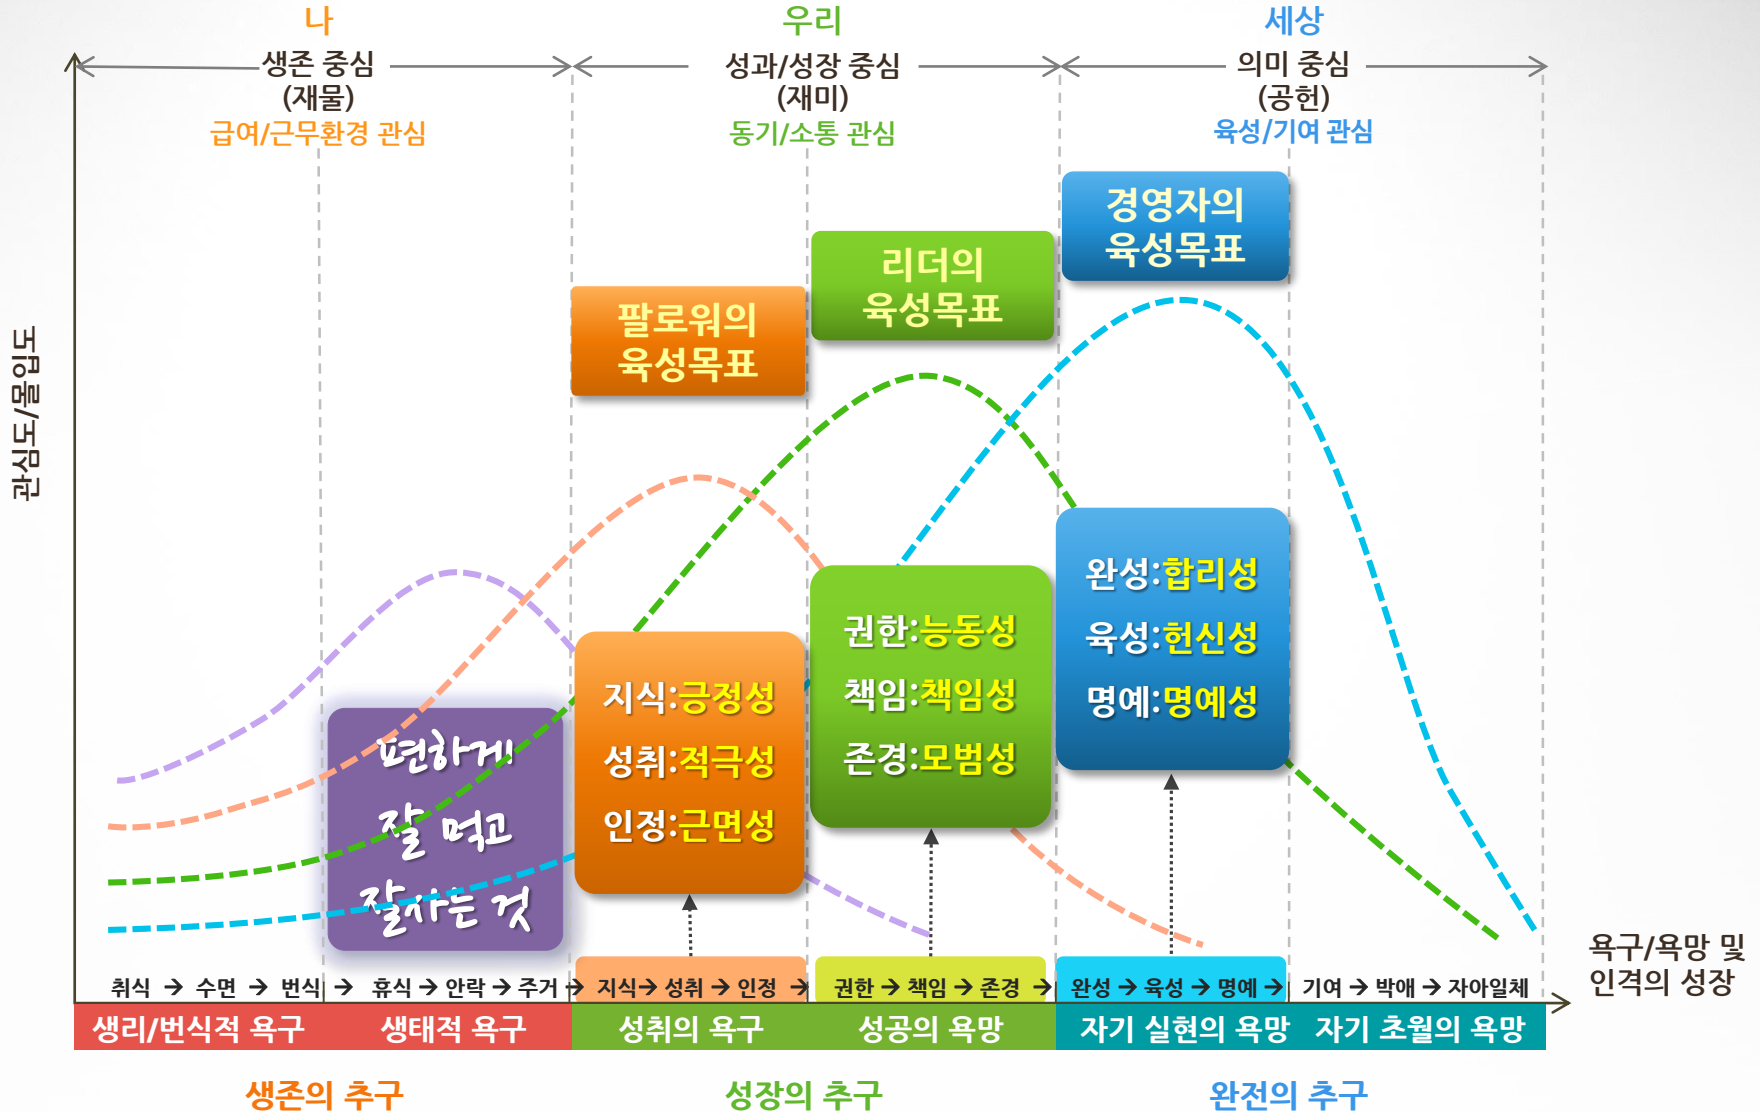 나
우리
세상
생존 중심
(재물)
급여/근무환경 관심
성과/성장 중심
(재미)
동기/소통 관심
의미 중심
(공헌)
육성/기여 관심
관심도/몰입도
팔로워의
육성목표
리더의
육성목표
경영자의
육성목표
편하게
잘 먹고
잘사는 것
지식:긍정성
성취:적극성
인정:근면성
권한:능동성
책임:책임성
존경:모범성
완성:합리성
육성:헌신성
명예:명예성
취식 → 수면 → 번식 → 휴식 → 안락 → 주거 → 지식 → 성취 → 인정 → 권한 → 책임 → 존경 → 완성 → 육성 → 명예 → 기여 → 박애 → 자아일체
욕구/욕망 및
인격의 성장
생리/번식적 욕구 생태적 욕구 성취의 욕구 성공의 욕망 자기 실현의 욕망 자기 초월의 욕망
생존의 추구 성장의 추구 완전의 추구